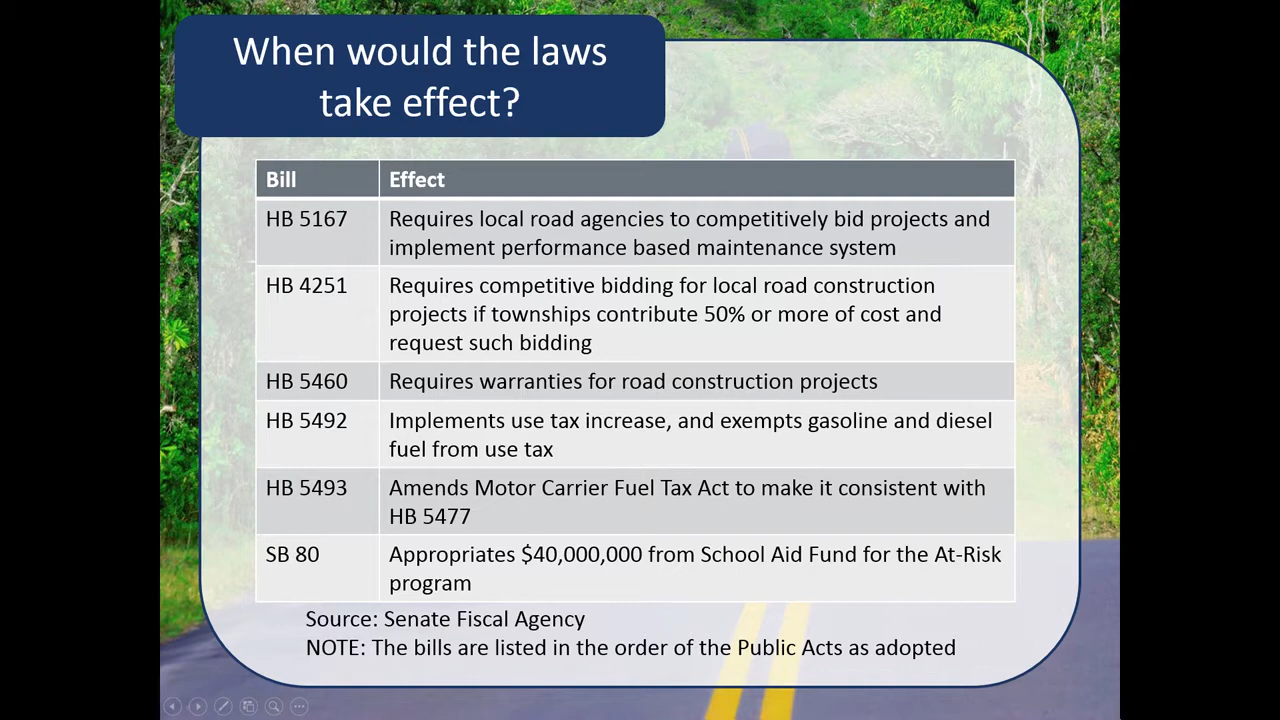 When would the laws
take effect?
Bill Effect
HB 5167 Requires local road agencies to competitively bid projects and
implement performance based maintenance system
HB 4251 Requires competitive bidding for local road construction
projects if townships contribute 50% or more of cost and
request such bidding
HB 5460 Requires warranties for road construction projects
HB 5492 Implements use tax increase, and exempts gasoline and diesel
fuel from use tax
HB 5493 Amends Motor Carrier Fuel Tax Act to make it consistent with
HB 5477
SB 80 Appropriates $40,000,000 from School Aid Fund for the At-Risk
program
Source: Senate Fiscal Agency
NOTE: The bills are listed in the order of the Public Acts as adopted